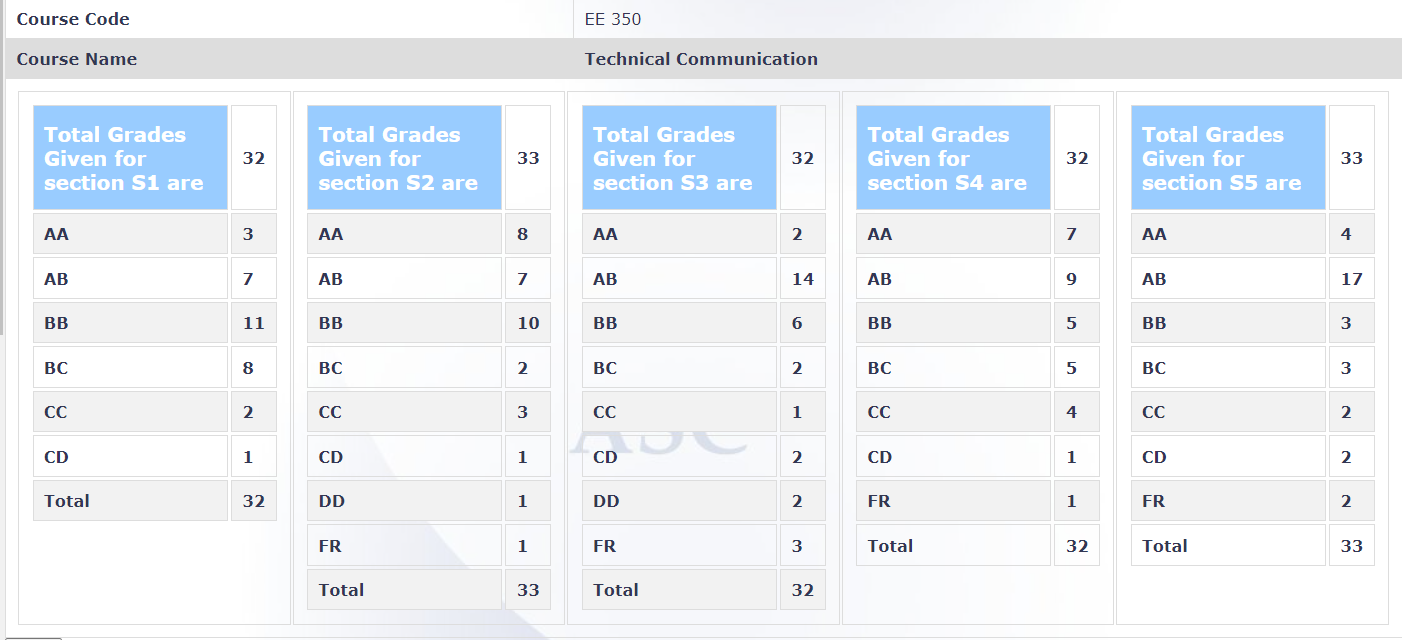 Course Code EE 350
Course Name Technical Communication
Total Grades
Given for
section S1 are 32
AA 3
AB 7
BB 11
BC 8
CC 2
CD 1
Total 32
Total Grades
Given for
section S2 are 33
AA 8
AB 7
BB 10
BC 2
CC 3
CD 1
DD 1
FR 1
Total 33
Total Grades
Given for
section S3 are 32
AA 2
AB 14
BB 6
BC 2
CC 1
CD 2
DD 2
FR 3
Total 32
Total Grades
Given for
section S4 are 32
AA 7
AB 9
BB 5
BC 5
CC 4
CD 1
FR 1
Total 32
Total Grades
Given for
section S5 are 33
AA 4
AB 17
BB 3
BC 3
CC 2
CD 2
FR 2
Total 33
ASC